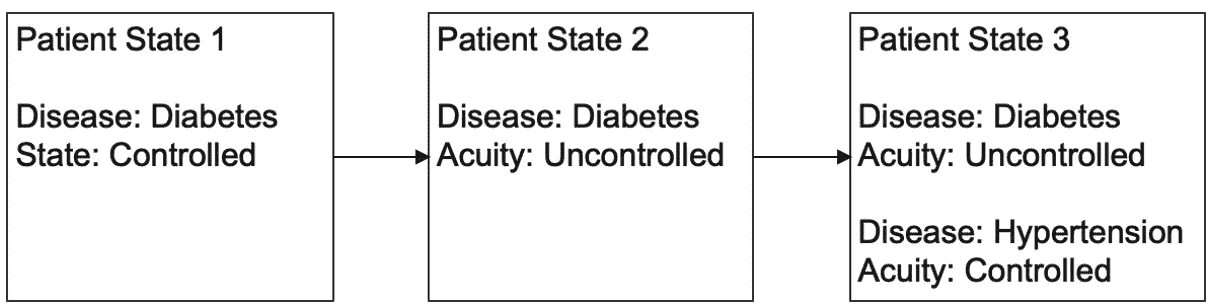 Patient State 1
Disease: Diabetes
State: Controlled
Patient State 2
Disease: Diabetes
Acuity: Uncontrolled
Patient State 3
Disease: Diabetes
Acuity: Uncontrolled
Disease: Hypertension
Acuity: Controlled